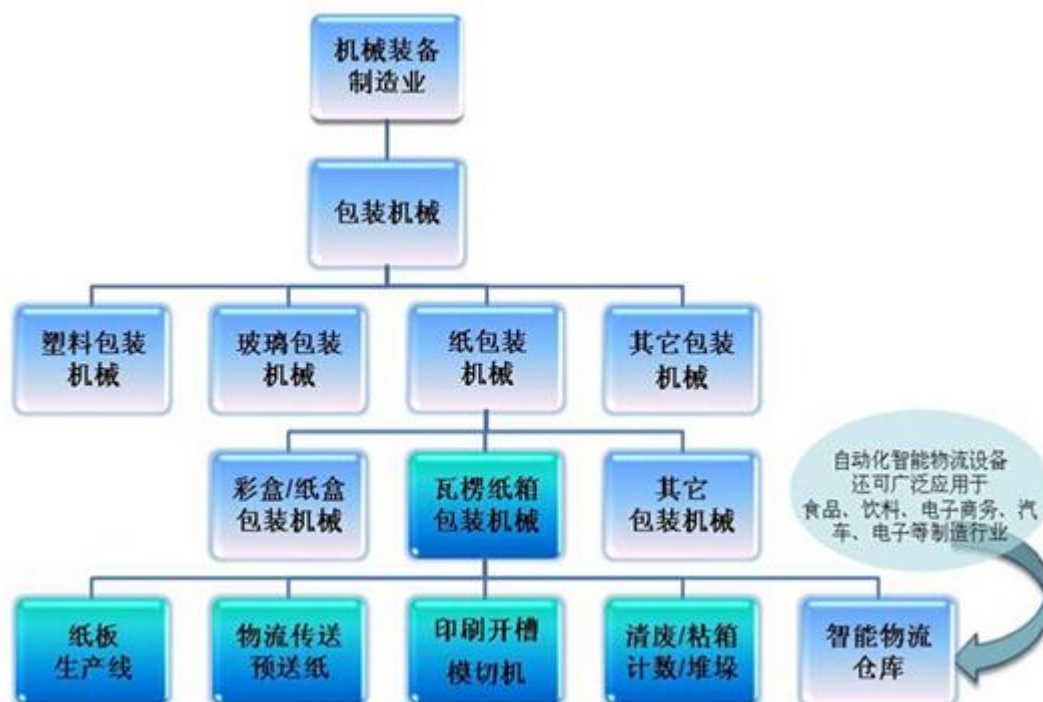 机械装备
制造业
包装机械
塑料包装
机械
玻璃包装
机械
纸包装
机械
其它包装
机械
彩盒/纸盒
包装机械
瓦楞纸箱
包装机械
其它
包装机械
自动化智能物流设备
还可广泛应用于
食品、饮料、电子商务、汽
车、电子等制造行业
纸板
生产线
物流传送
预送纸
印刷开槽
模切机
清废/粘箱
计数/堆垛
智能物流
仓库